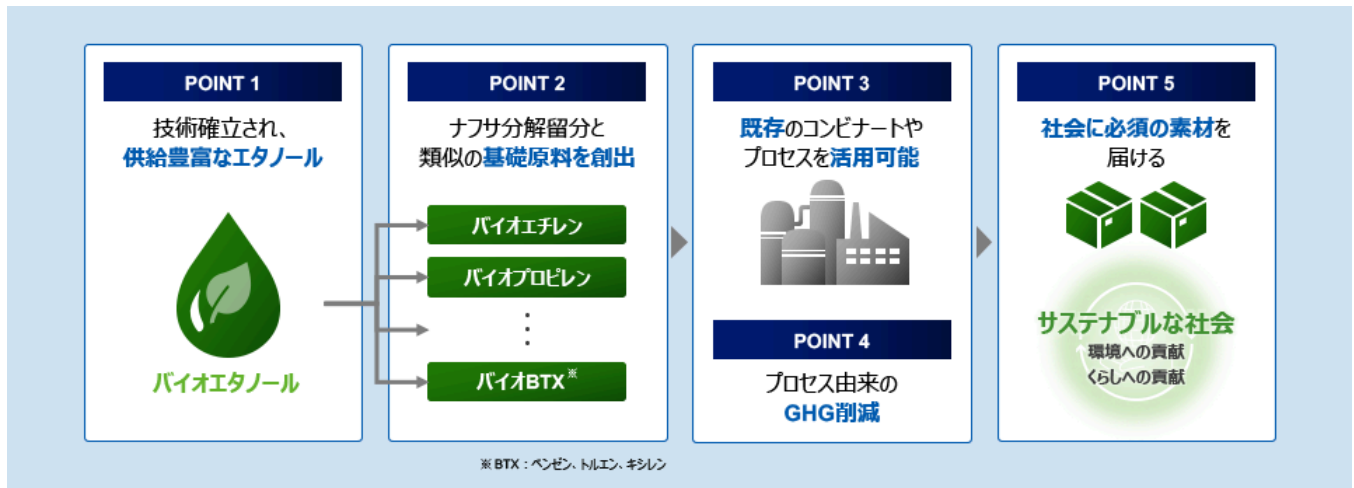 POINT 1
技術確立され、
供給豊富なエタノール
バイオエタノール
POINT 2
ナフサ分解留分と
類似の基礎原料を創出
バイオエチレン
バイオプロピレン
⋮
バイオBTX※
POINT 3
既存のコンビナートや
プロセスを活用可能
POINT 4
プロセス由来の
GHG削減
POINT 5
社会に必須の素材を
届ける
サステナブルな社会
環境への貢献
くらしへの貢献
※BTX：ベンゼン、トルエン、キシレン